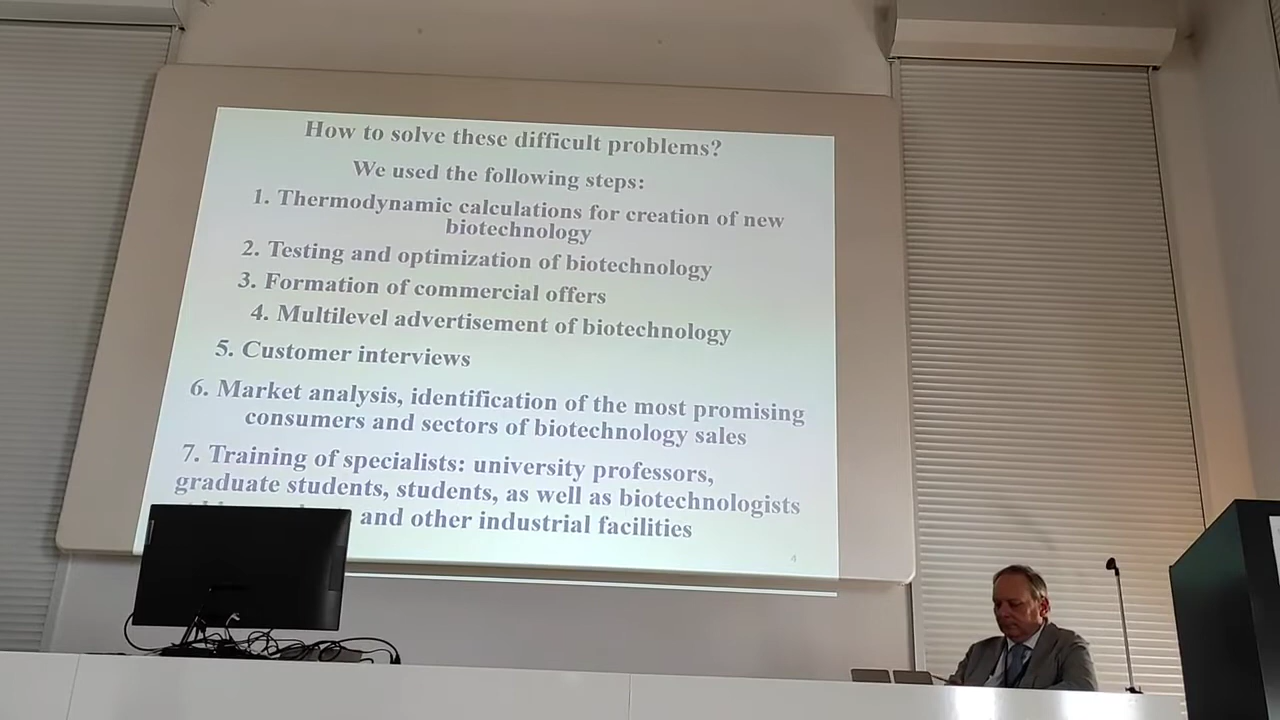 How to solve these difficult problems?
We used the following steps:
1. Thermodynamic calculations for creation of new
biotechnology
2. Testing and optimization of biotechnology
3. Formation of commercial offers
4. Multilevel advertisement of biotechnology
5. Customer interviews
6. Market analysis, identification of the most promising
consumers and sectors of biotechnology sales
7. Training of specialists: university professors,
graduate students, students, as well as biotechnologists
and other industrial facilities
4